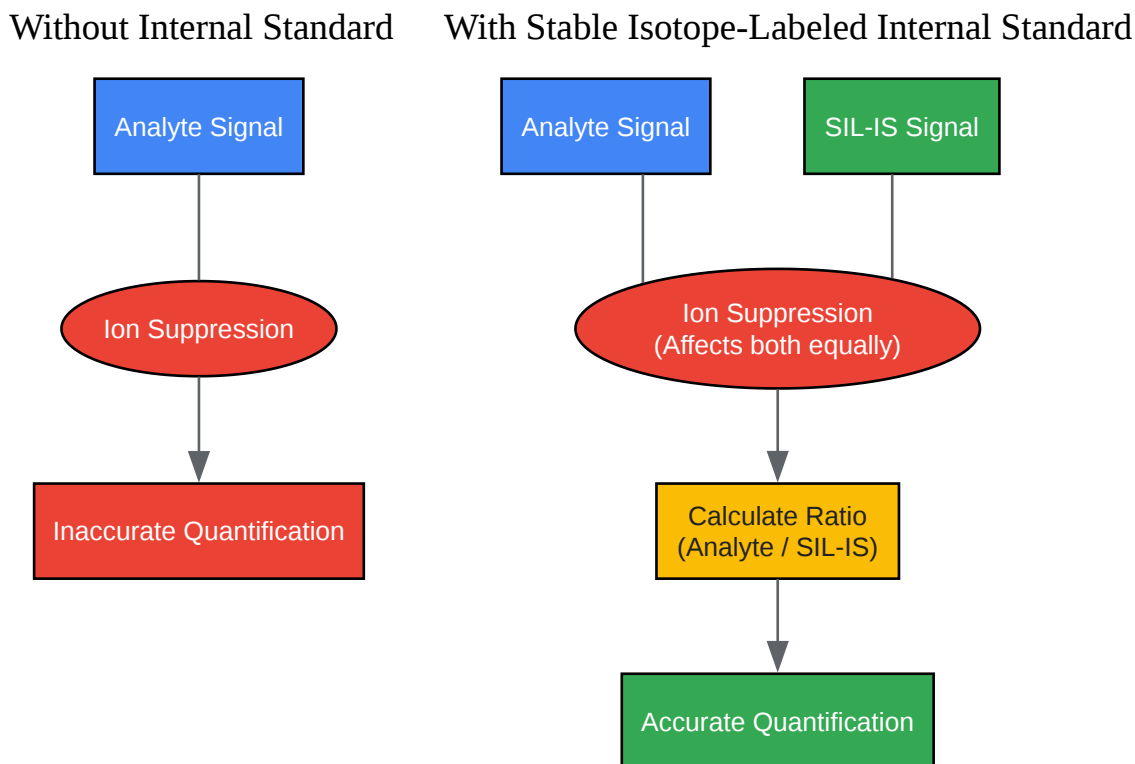 Without Internal Standard
Analyte Signal
Ion Suppression
Inaccurate Quantification
With Stable Isotope-Labeled Internal Standard
Analyte Signal
SIL-IS Signal
Ion Suppression
(Affects both equally)
Calculate Ratio
(Analyte / SIL-IS)
Accurate Quantification